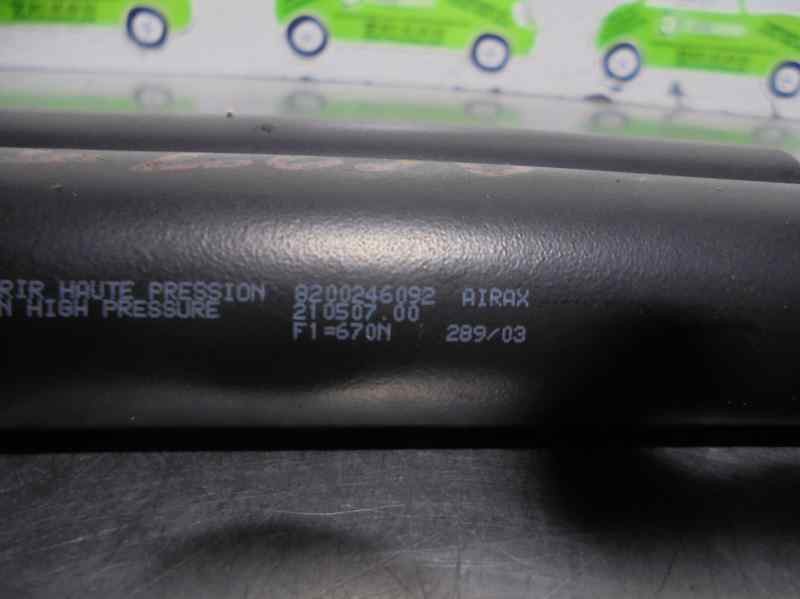 RIR HAUTE PRESSION 8200246092 AIRAX
N HIGH PRESSURE 210507.00
F1=670N 289/03